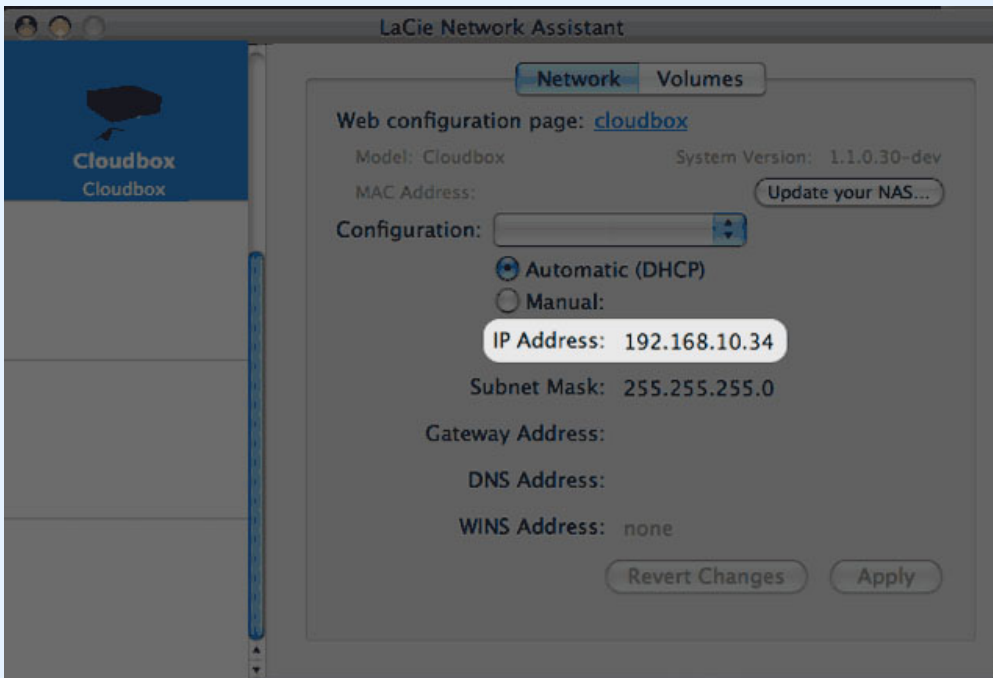 LaCie Network Assistant
Cloudbox
Cloudbox
Network Volumes
Web configuration page: cloudbox
Model: Cloudbox System Version: 1.1.0.30-dev
MAC Address: Update your NAS...
Configuration:
Automatic (DHCP)
Manual:
IP Address: 192.168.10.34
Subnet Mask: 255.255.255.0
Gateway Address:
DNS Address:
WINS Address: none
Revert Changes Apply